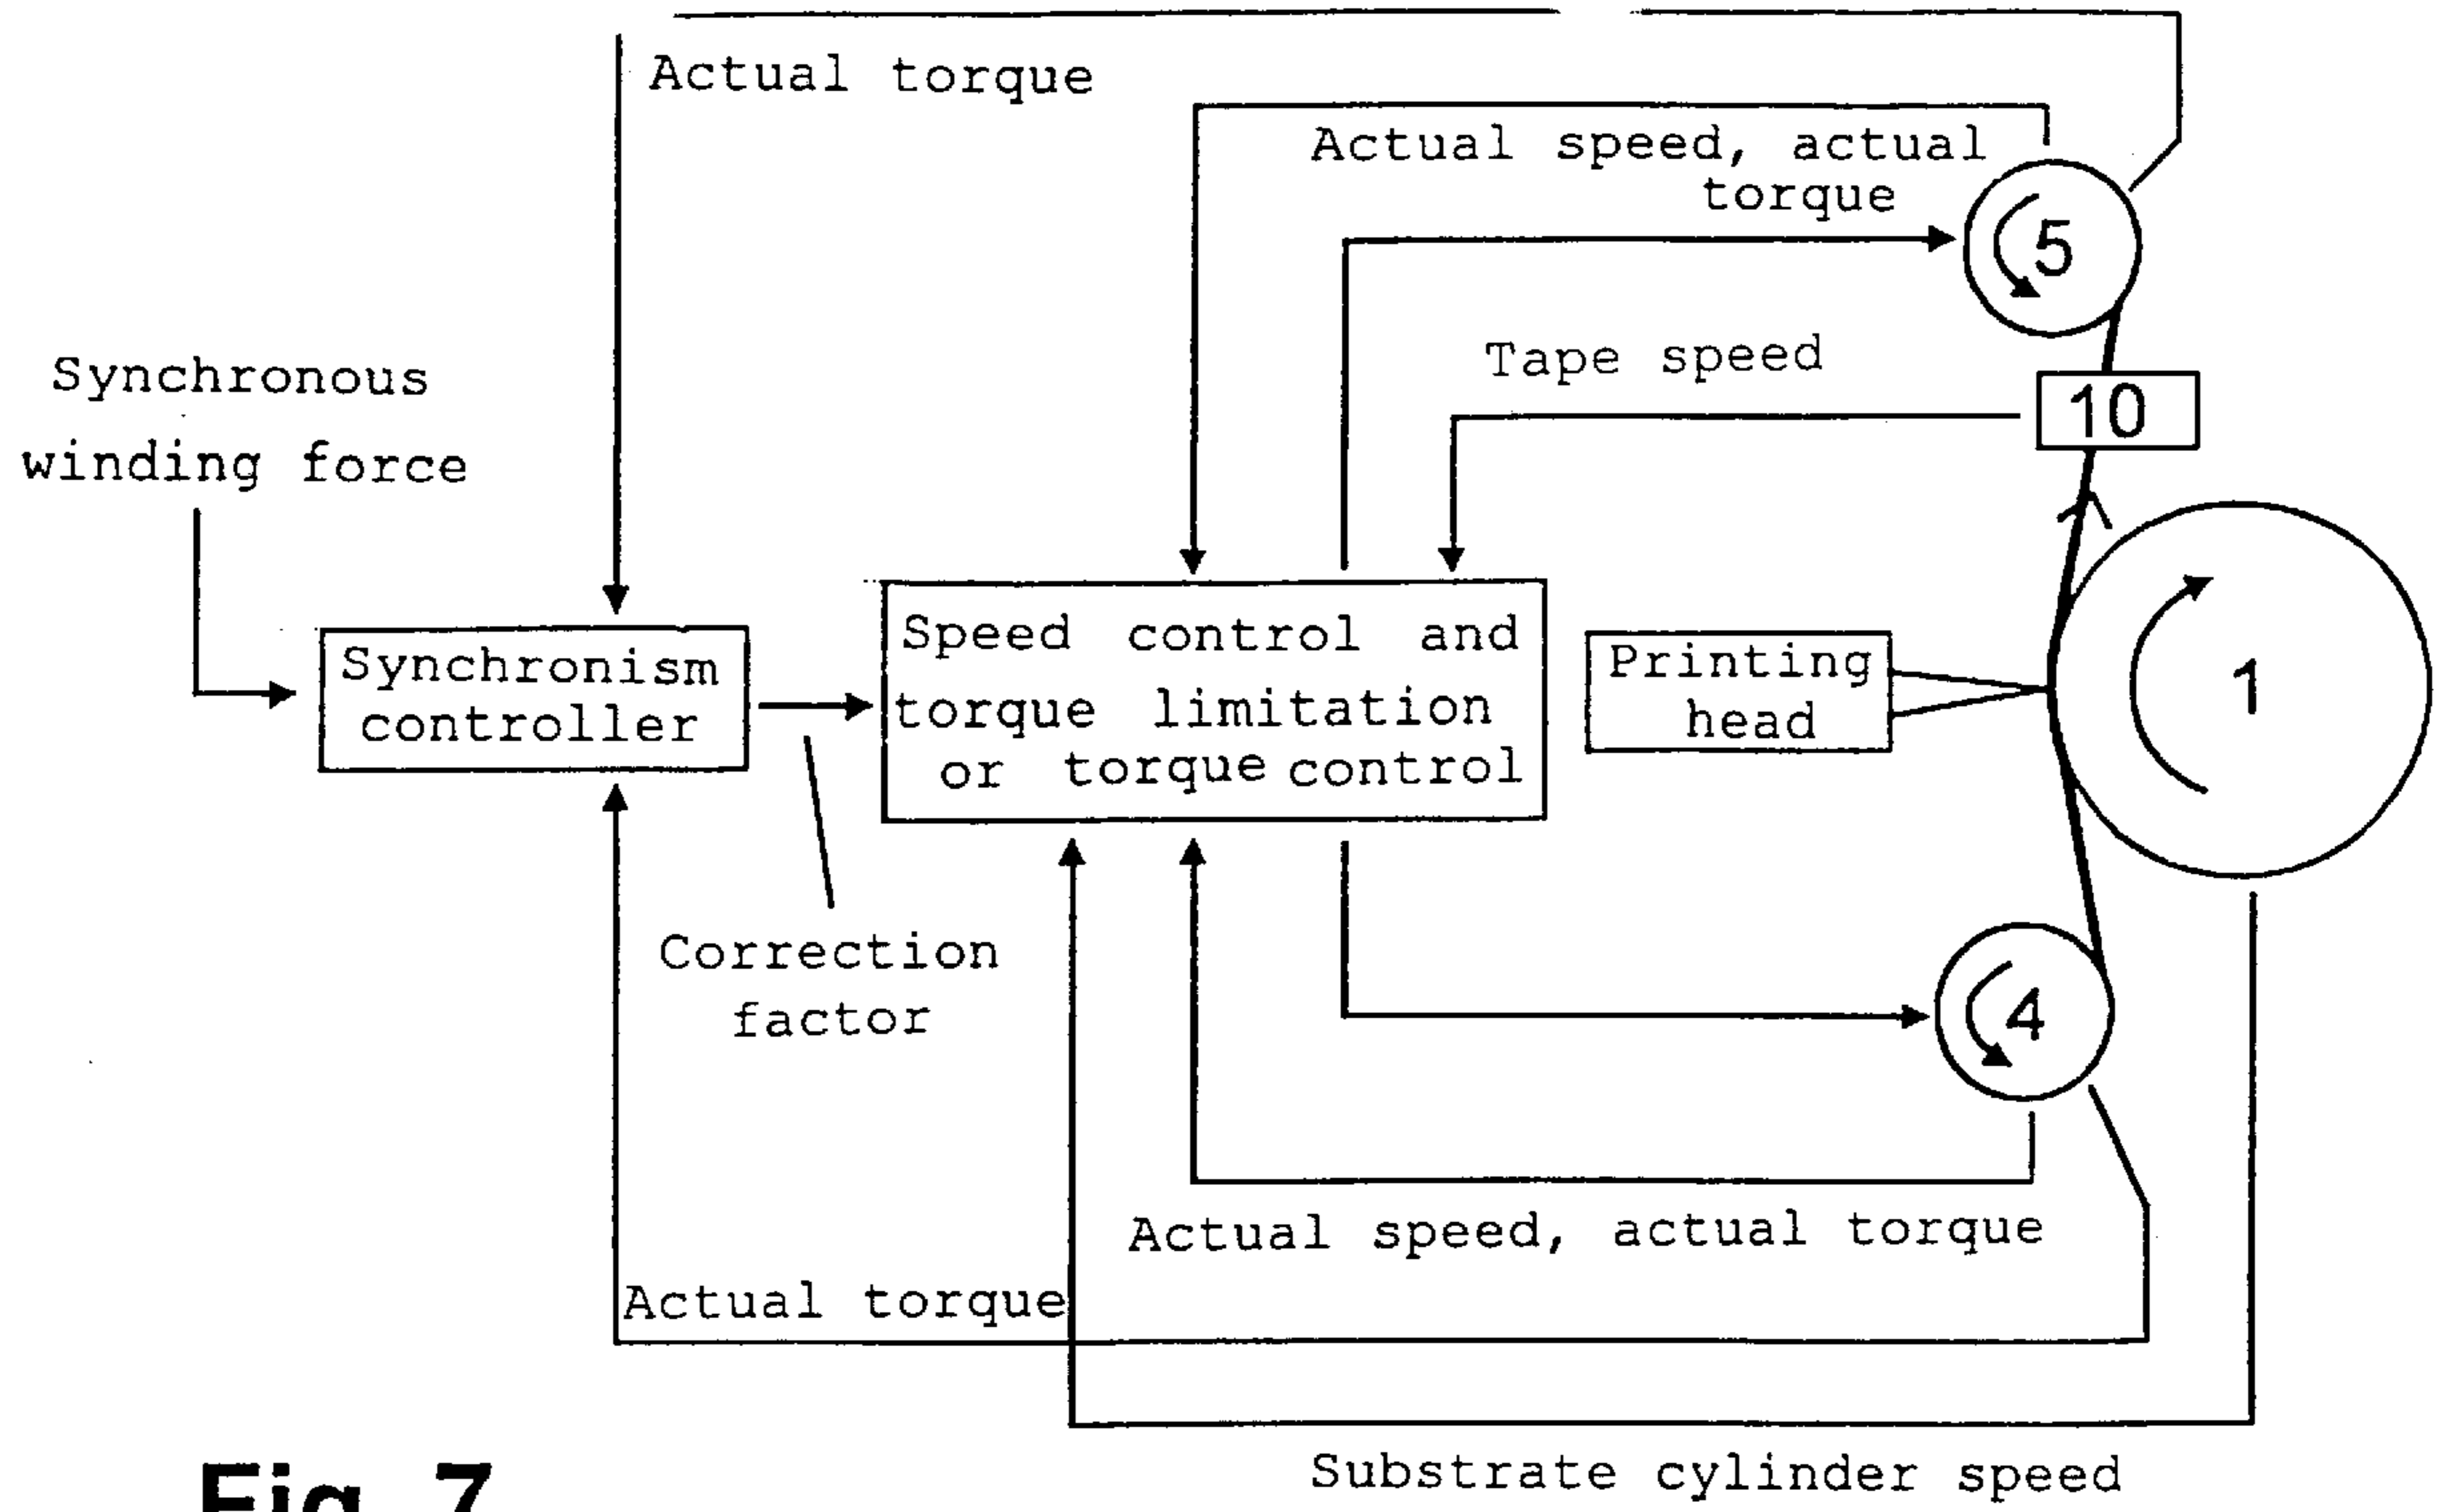 Actual torque
Actual speed, actual
torque
5
Tape speed
10
Synchronous
winding force
Synchronism
controller
Speed control and
torque limitation
or torque control
Printing
head
1
Correction
factor
4
Actual speed, actual torque
Actual torque
Substrate cylinder speed
Fig. 7